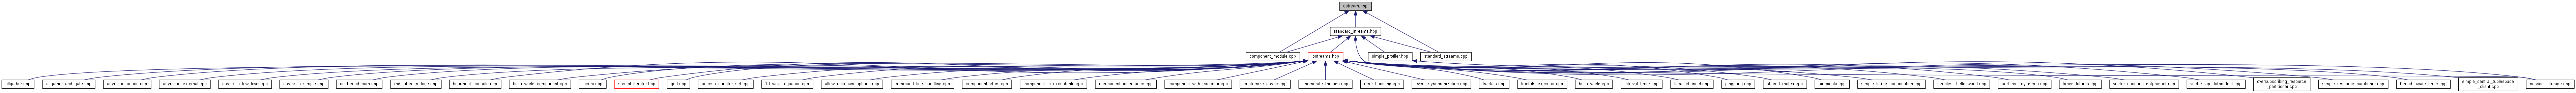 ostream.hpp
standard_streams.hpp
component_module.cpp
iostreams.hpp
simple_profiler.hpp
standard_streams.cpp
allgather.cpp
allgather_and_gate.cpp
async_io_action.cpp
async_io_external.cpp
async_io_low_level.cpp
async_io_simple.cpp
os_thread_num.cpp
rnd_future_reduce.cpp
heartbeat_console.cpp
hello_world_component.cpp
jacobi.cpp
stencil_iterator.hpp
grid.cpp
access_counter_set.cpp
1d_wave_equation.cpp
allow_unknown_options.cpp
command_line_handling.cpp
component_ctors.cpp
component_in_executable.cpp
component_inheritance.cpp
component_with_executor.cpp
customize_async.cpp
enumerate_threads.cpp
error_handling.cpp
event_synchronization.cpp
fractals.cpp
fractals_executor.cpp
hello_world.cpp
interval_timer.cpp
local_channel.cpp
pingpong.cpp
shared_mutex.cpp
sierpinski.cpp
simple_future_continuation.cpp
simplest_hello_world.cpp
sort_by_key_demo.cpp
timed_futures.cpp
vector_counting_dotproduct.cpp
vector_zip_dotproduct.cpp
oversubscribing_resource
_partitioner.cpp
simple_resource_partitioner.cpp
thread_aware_timer.cpp
simple_central_tuplespace
_client.cpp
network_storage.cpp